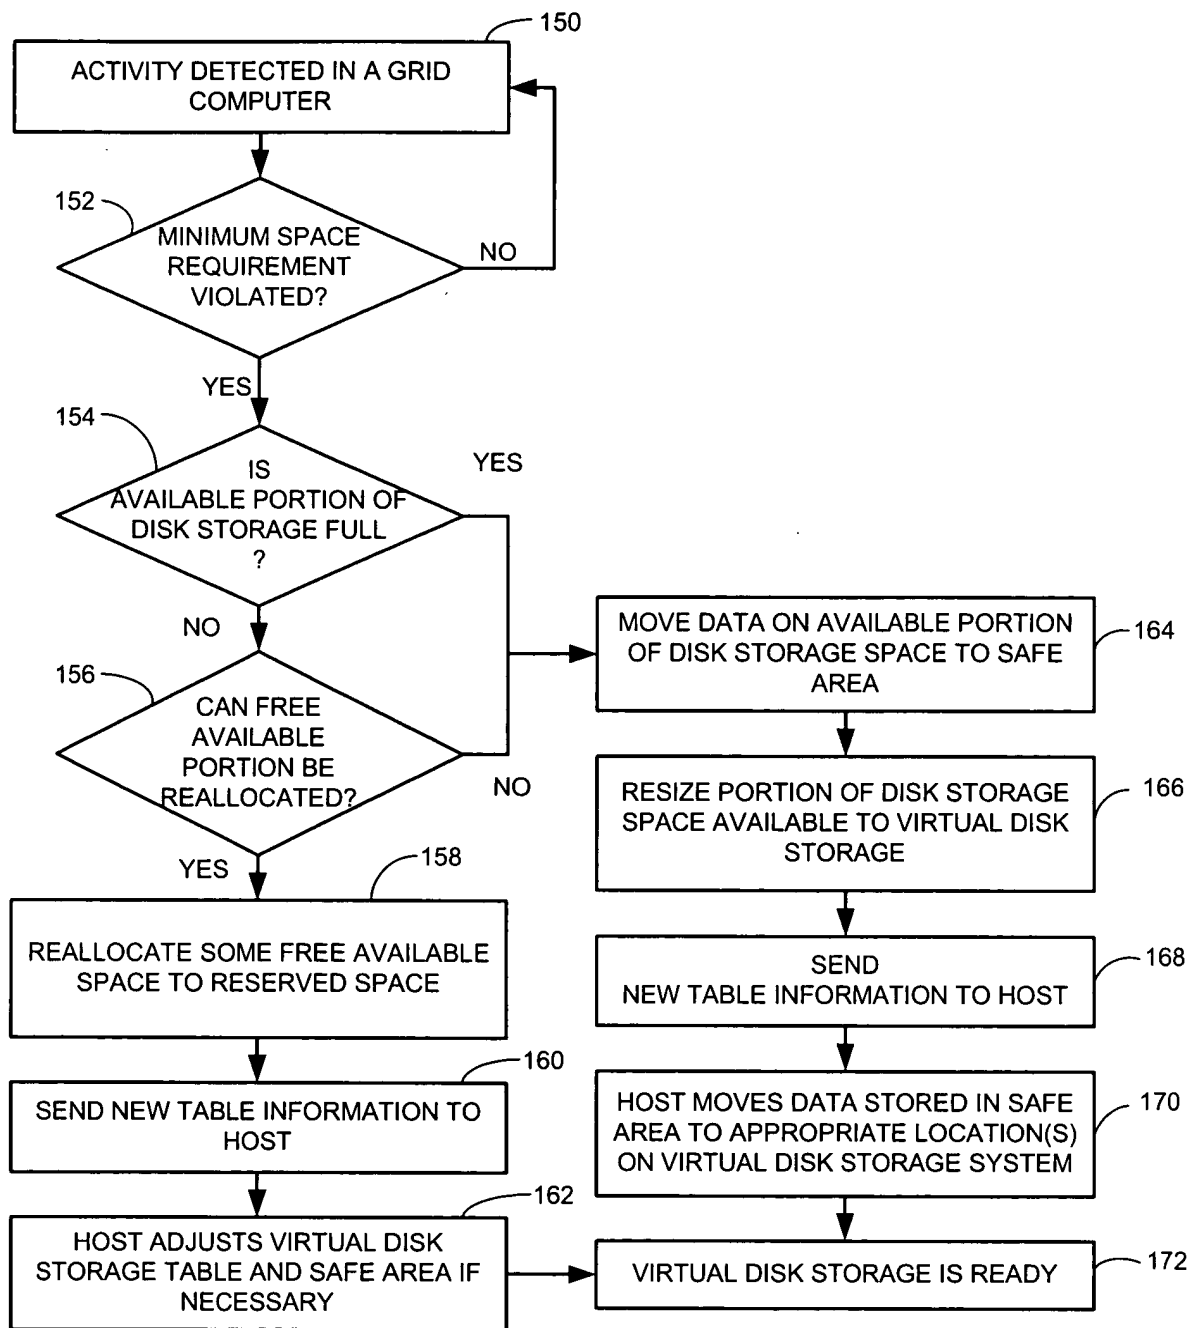 150
ACTIVITY DETECTED IN A GRID
COMPUTER
152
MINIMUM SPACE
REQUIREMENT
VIOLATED?
NO
YES
154
IS
AVAILABLE PORTION OF
DISK STORAGE FULL
?
YES
NO
156
CAN FREE
AVAILABLE
PORTION BE
REALLOCATED?
NO
YES
158
REALLOCATE SOME FREE AVAILABLE
SPACE TO RESERVED SPACE
160
SEND NEW TABLE INFORMATION TO
HOST
162
HOST ADJUSTS VIRTUAL DISK
STORAGE TABLE AND SAFE AREA IF
NECESSARY
MOVE DATA ON AVAILABLE PORTION
OF DISK STORAGE SPACE TO SAFE
AREA
164
RESIZE PORTION OF DISK STORAGE
SPACE AVAILABLE TO VIRTUAL DISK
STORAGE
166
SEND
NEW TABLE INFORMATION TO HOST
168
HOST MOVES DATA STORED IN SAFE
AREA TO APPROPRIATE LOCATION(S)
ON VIRTUAL DISK STORAGE SYSTEM
170
VIRTUAL DISK STORAGE IS READY
172